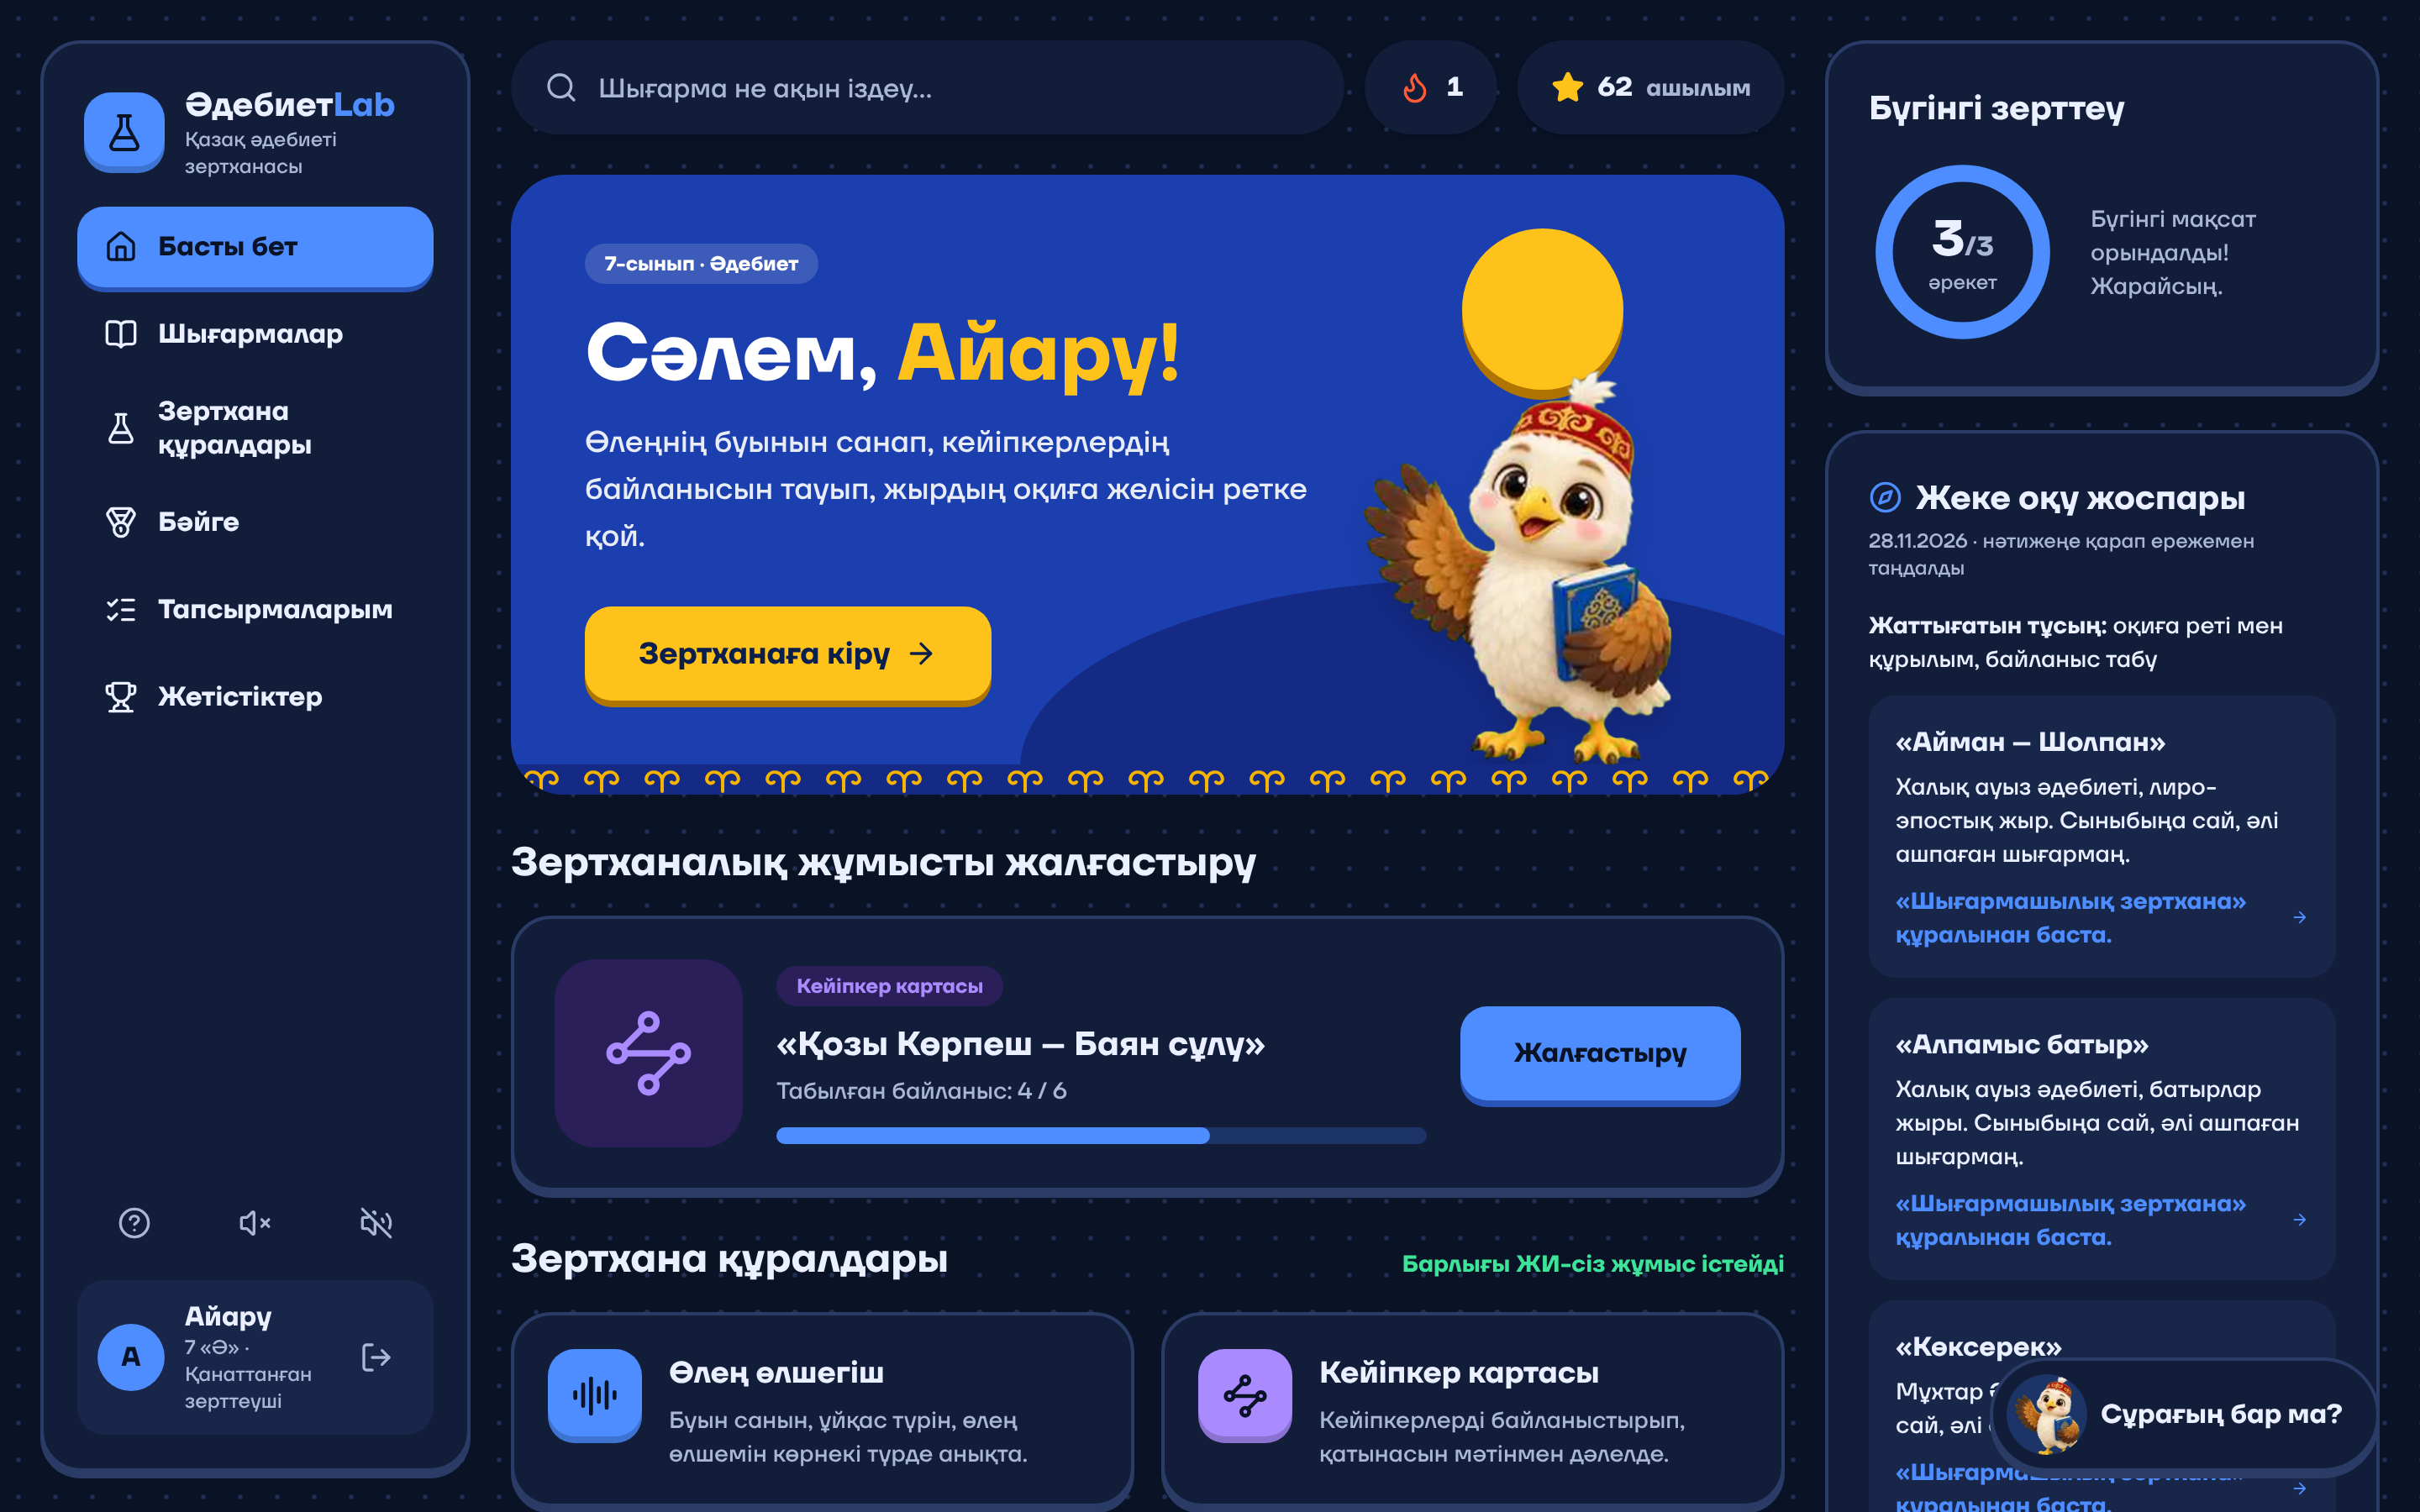 ӘдебиетLab
Қазақ әдебиеті
зертханасы
Басты бет
Шығармалар
Зертхана
құралдары
Бәйге
Тапсырмаларым
Жетістіктер
А
Айару
7 «Ә» ·
Қанаттанған
зерттеуші
Шығарма не ақын іздеу...
1
62 ашылым
7-сынып · Әдебиет
Сәлем, Айару!
Өлеңнің буынын санап, кейіпкерлердің
байланысын тауып, жырдың оқиға желісін ретке
қой.
Зертханаға кіру
Зертханалық жұмысты жалғастыру
Кейіпкер картасы
«Қозы Көрпеш – Баян сұлу»
Табылған байланыс: 4 / 6
Жалғастыру
Зертхана құралдары
Барлығы ЖИ-сіз жұмыс істейді
Өлең өлшегіш
Буын санын, ұйқас түрін, өлең
өлшемін көрнекі түрде анықта.
Кейіпкер картасы
Кейіпкерлерді байланыстырып,
қатынасын мәтінмен дәлелде.
Бүгінгі зерттеу
3/3
әрекет
Бүгінгі мақсат
орындалды!
Жарайсың.
Жеке оқу жоспары
28.11.2026 · нәтижеңе қарап ережемен
таңдалды
Жаттығатын тұсың: оқиға реті мен
құрылым, байланыс табу
«Айман – Шолпан»
Халық ауыз әдебиеті, лиро-
эпостық жыр. Сыныбыңа сай, әлі
ашпаған шығармаң.
«Шығармашылық зертхана»
құралынан баста.
«Алпамыс батыр»
Халық ауыз әдебиеті, батырлар
жыры. Сыныбыңа сай, әлі ашпаған
шығармаң.
«Шығармашылық зертхана»
құралынан баста.
«Көксерек»
Мұхтар
сай, әлі
Сұрағың бар ма?
«Шығармашылық зертхана»
құралынан баста.